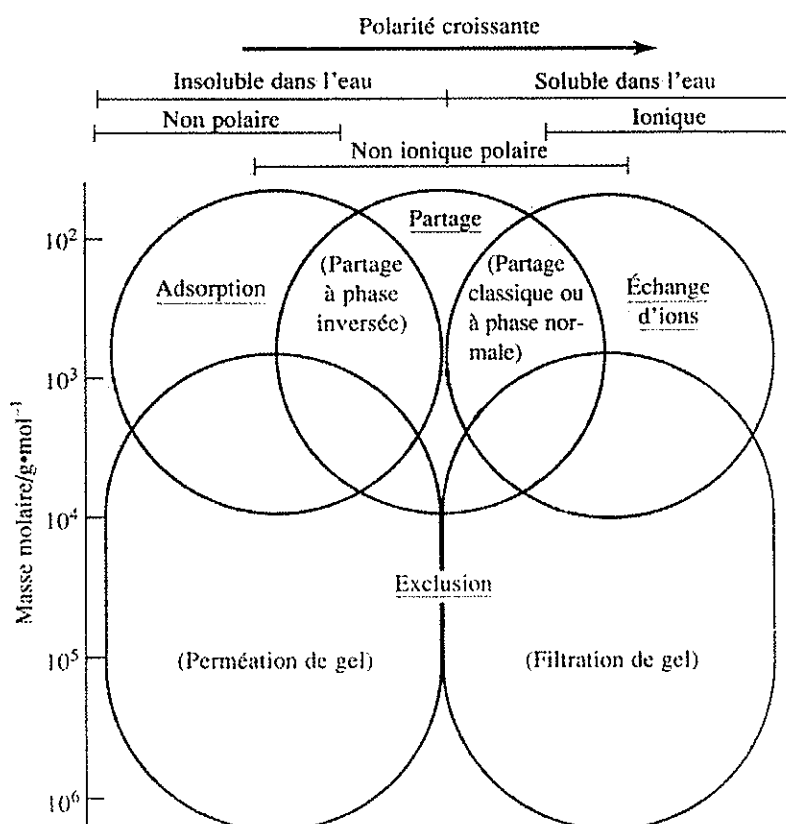 Polarité croissante
Insoluble dans l'eau
Soluble dans l'eau
Non polaire
Ionique
Non ionique polaire
Partage
10²
(Partage
à phase
inversée)
(Partage
classique ou
à phase nor-
male)
Adsorption
Échange
d'ions
10³
Masse molaire/g•mol⁻¹
10⁴
Exclusion
10⁵
(Perméation de gel)
(Filtration de gel)
10⁶